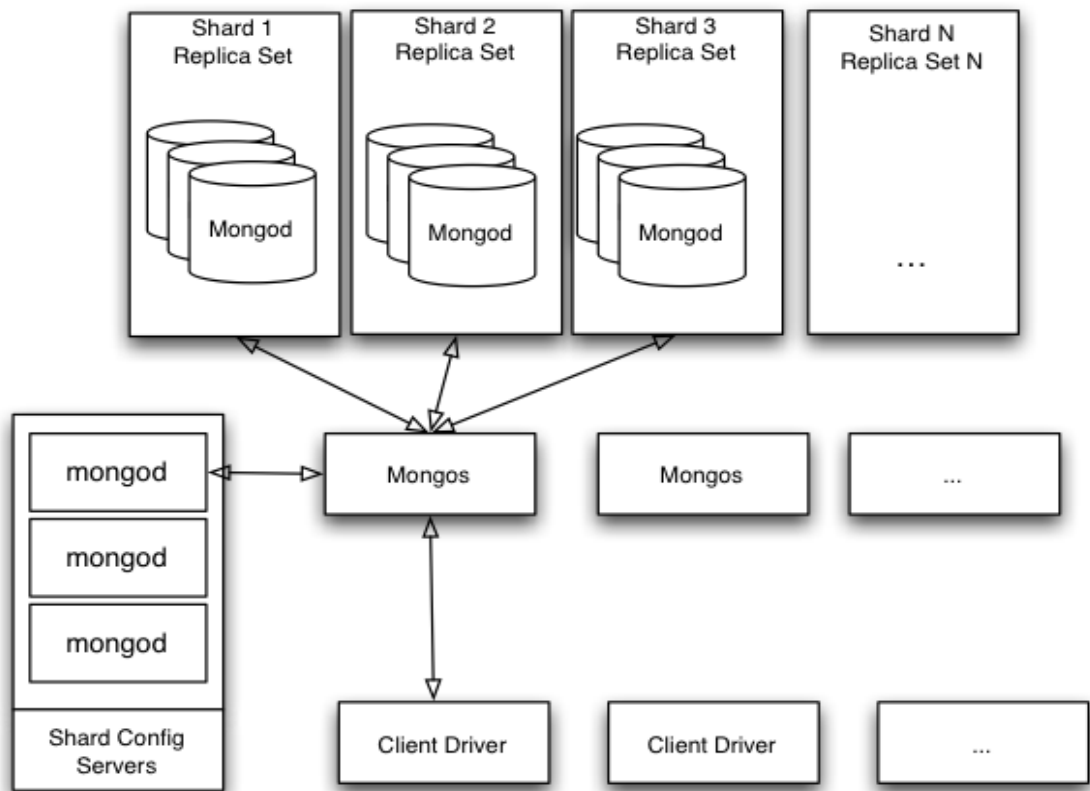 Shard 1
Replica Set
Mongod
Shard 2
Replica Set
Mongod
Shard 3
Replica Set
Mongod
Shard N
Replica Set N
...
mongod
mongod
mongod
Shard Config
Servers
Mongos
Mongos
...
Client Driver
Client Driver
...